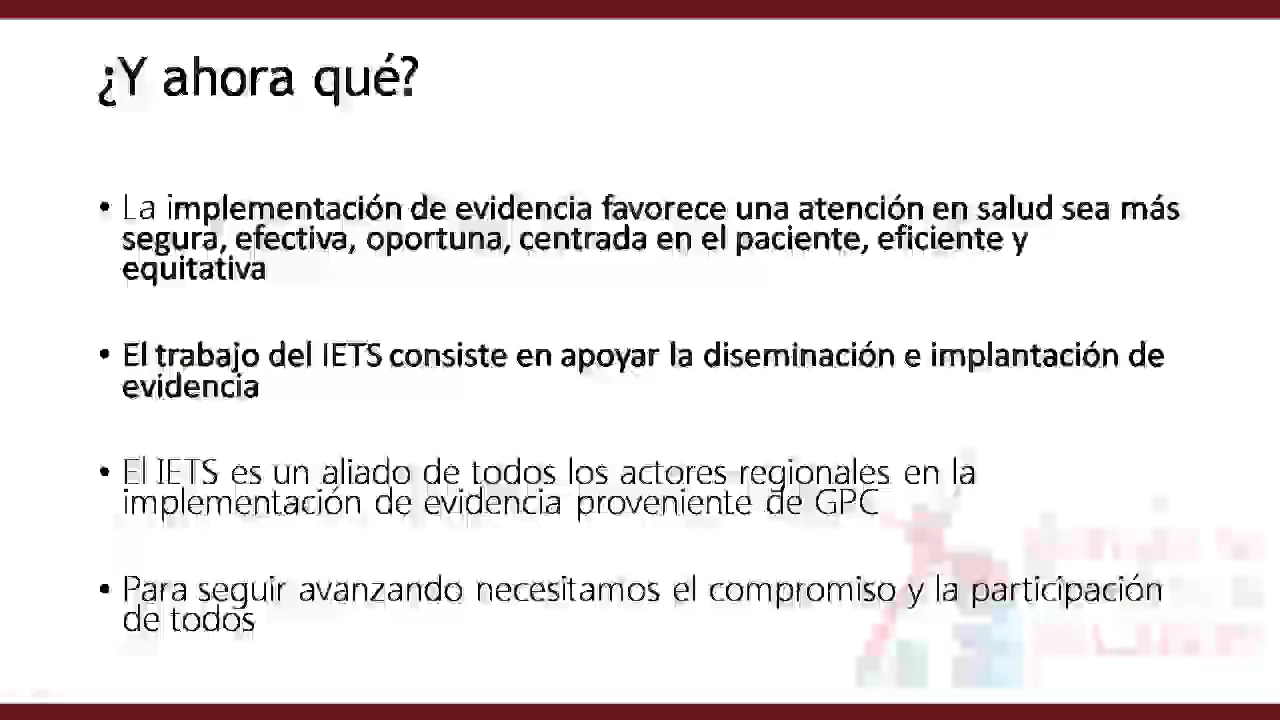 ¿Y ahora qué?
• La implementación de evidencia favorece una atención en salud sea más
segura, efectiva, oportuna, centrada en el paciente, eficiente y
equitativa
• El trabajo del IETS consiste en apoyar la diseminación e implantación de
evidencia
• El IETS es un aliado de todos los actores regionales en la
implementación de evidencia proveniente de GPC
• Para seguir avanzando necesitamos el compromiso y la participación
de todos